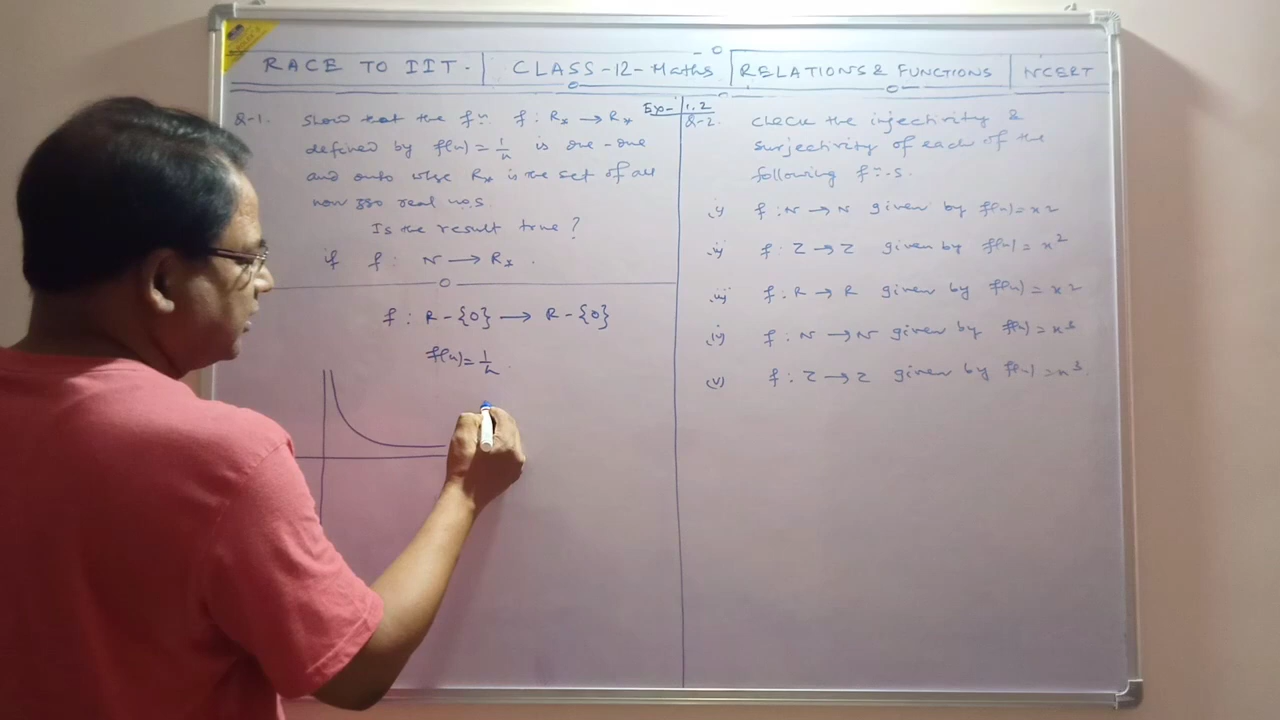 RACE TO IIT.
CLASS-12-Maths
RELATIONS & FUNCTIONS
NCERT
Ex- 1.2
Q-1. Show that the fn f : R* → R*
defined by f(x) = 1/x is one-one
and onto whse R* is the set of all
non zso real no.s.
Is the result true?
if f : N → R* .
f : R-{0} → R-{0}
f(x) = 1/x .
Q-2. Check the injectivity &
surjectivity of each of the
following fn.s.
(i) f : N → N given by f(x) = x2
(ii) f : Z → Z given by f(x) = x²
(iii) f : R → R given by f(x) = x2
(iv) f : N → N given by f(x) = x³
(v) f : Z → Z given by f(x) = x³